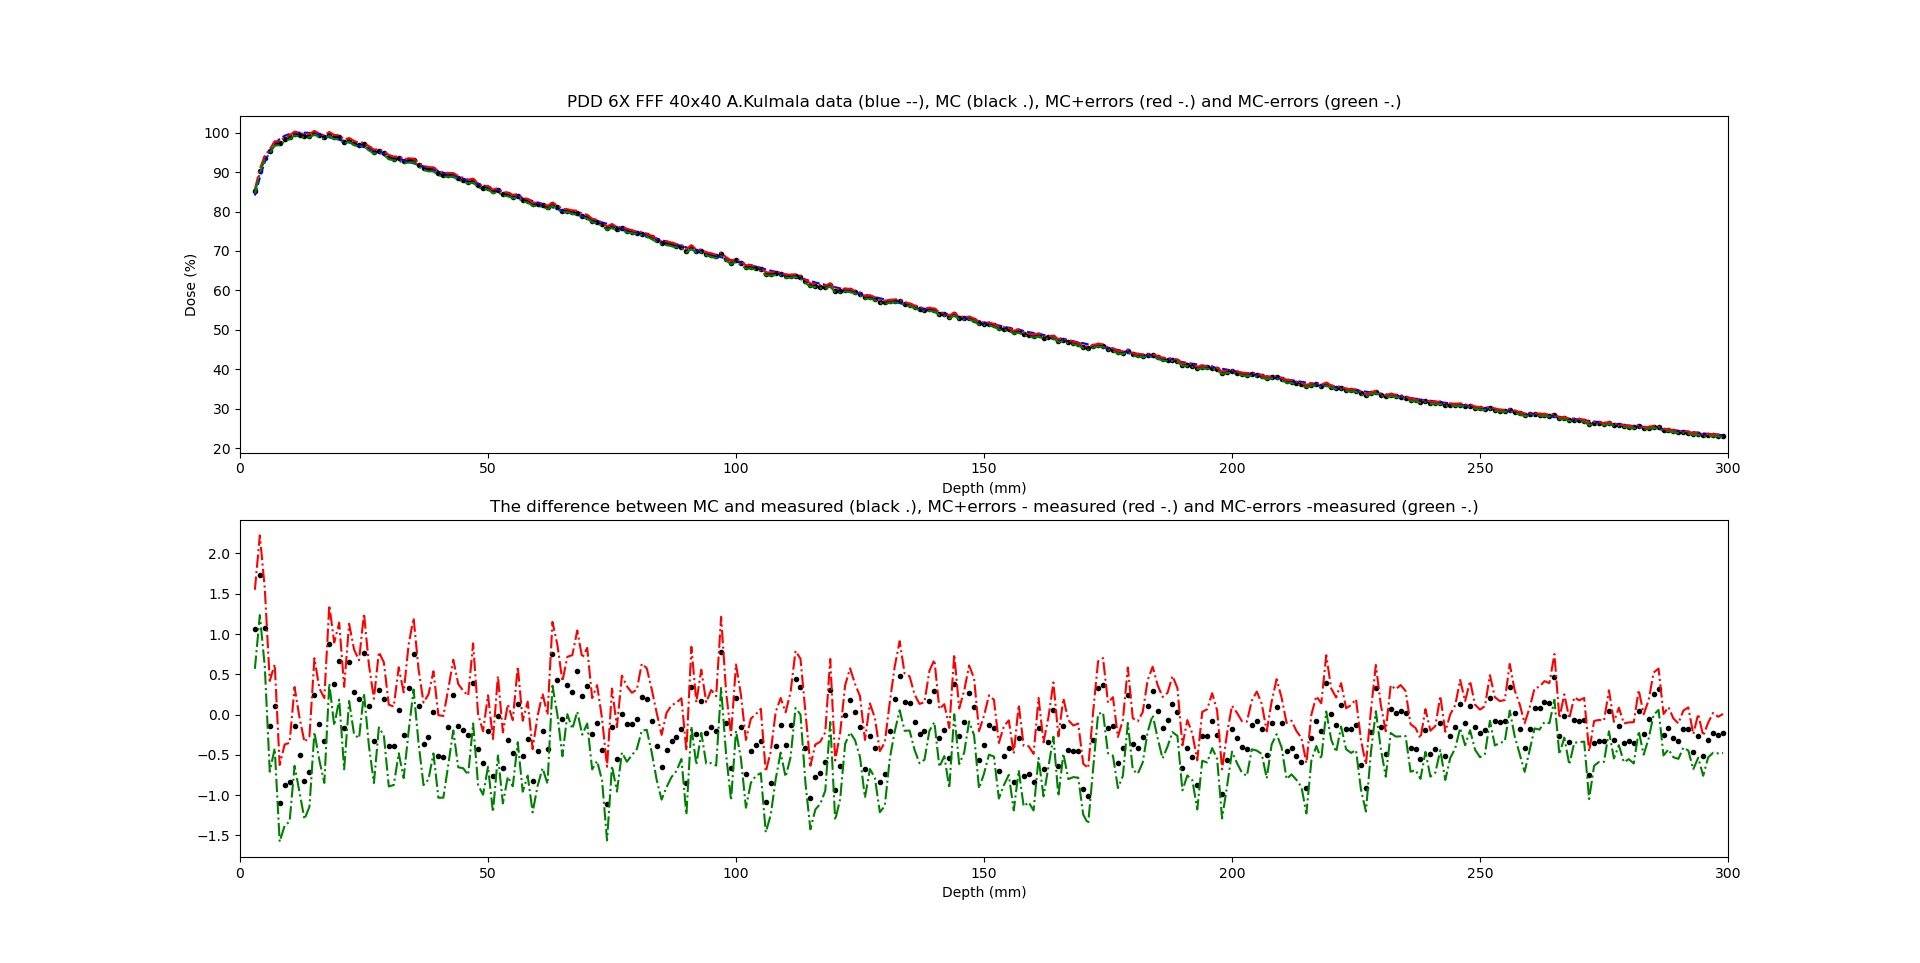 PDD 6X FFF 40x40 A.Kulmala data (blue --), MC (black .), MC+errors (red -.) and MC-errors (green -.)
100
90
80
70
60
50
40
30
20
Dose (%)
0 50 100 150 200 250 300
Depth (mm)
The difference between MC and measured (black .), MC+errors - measured (red -.) and MC-errors -measured (green -.)
2.0
1.5
1.0
0.5
0.0
−0.5
−1.0
−1.5
0 50 100 150 200 250 300
Depth (mm)